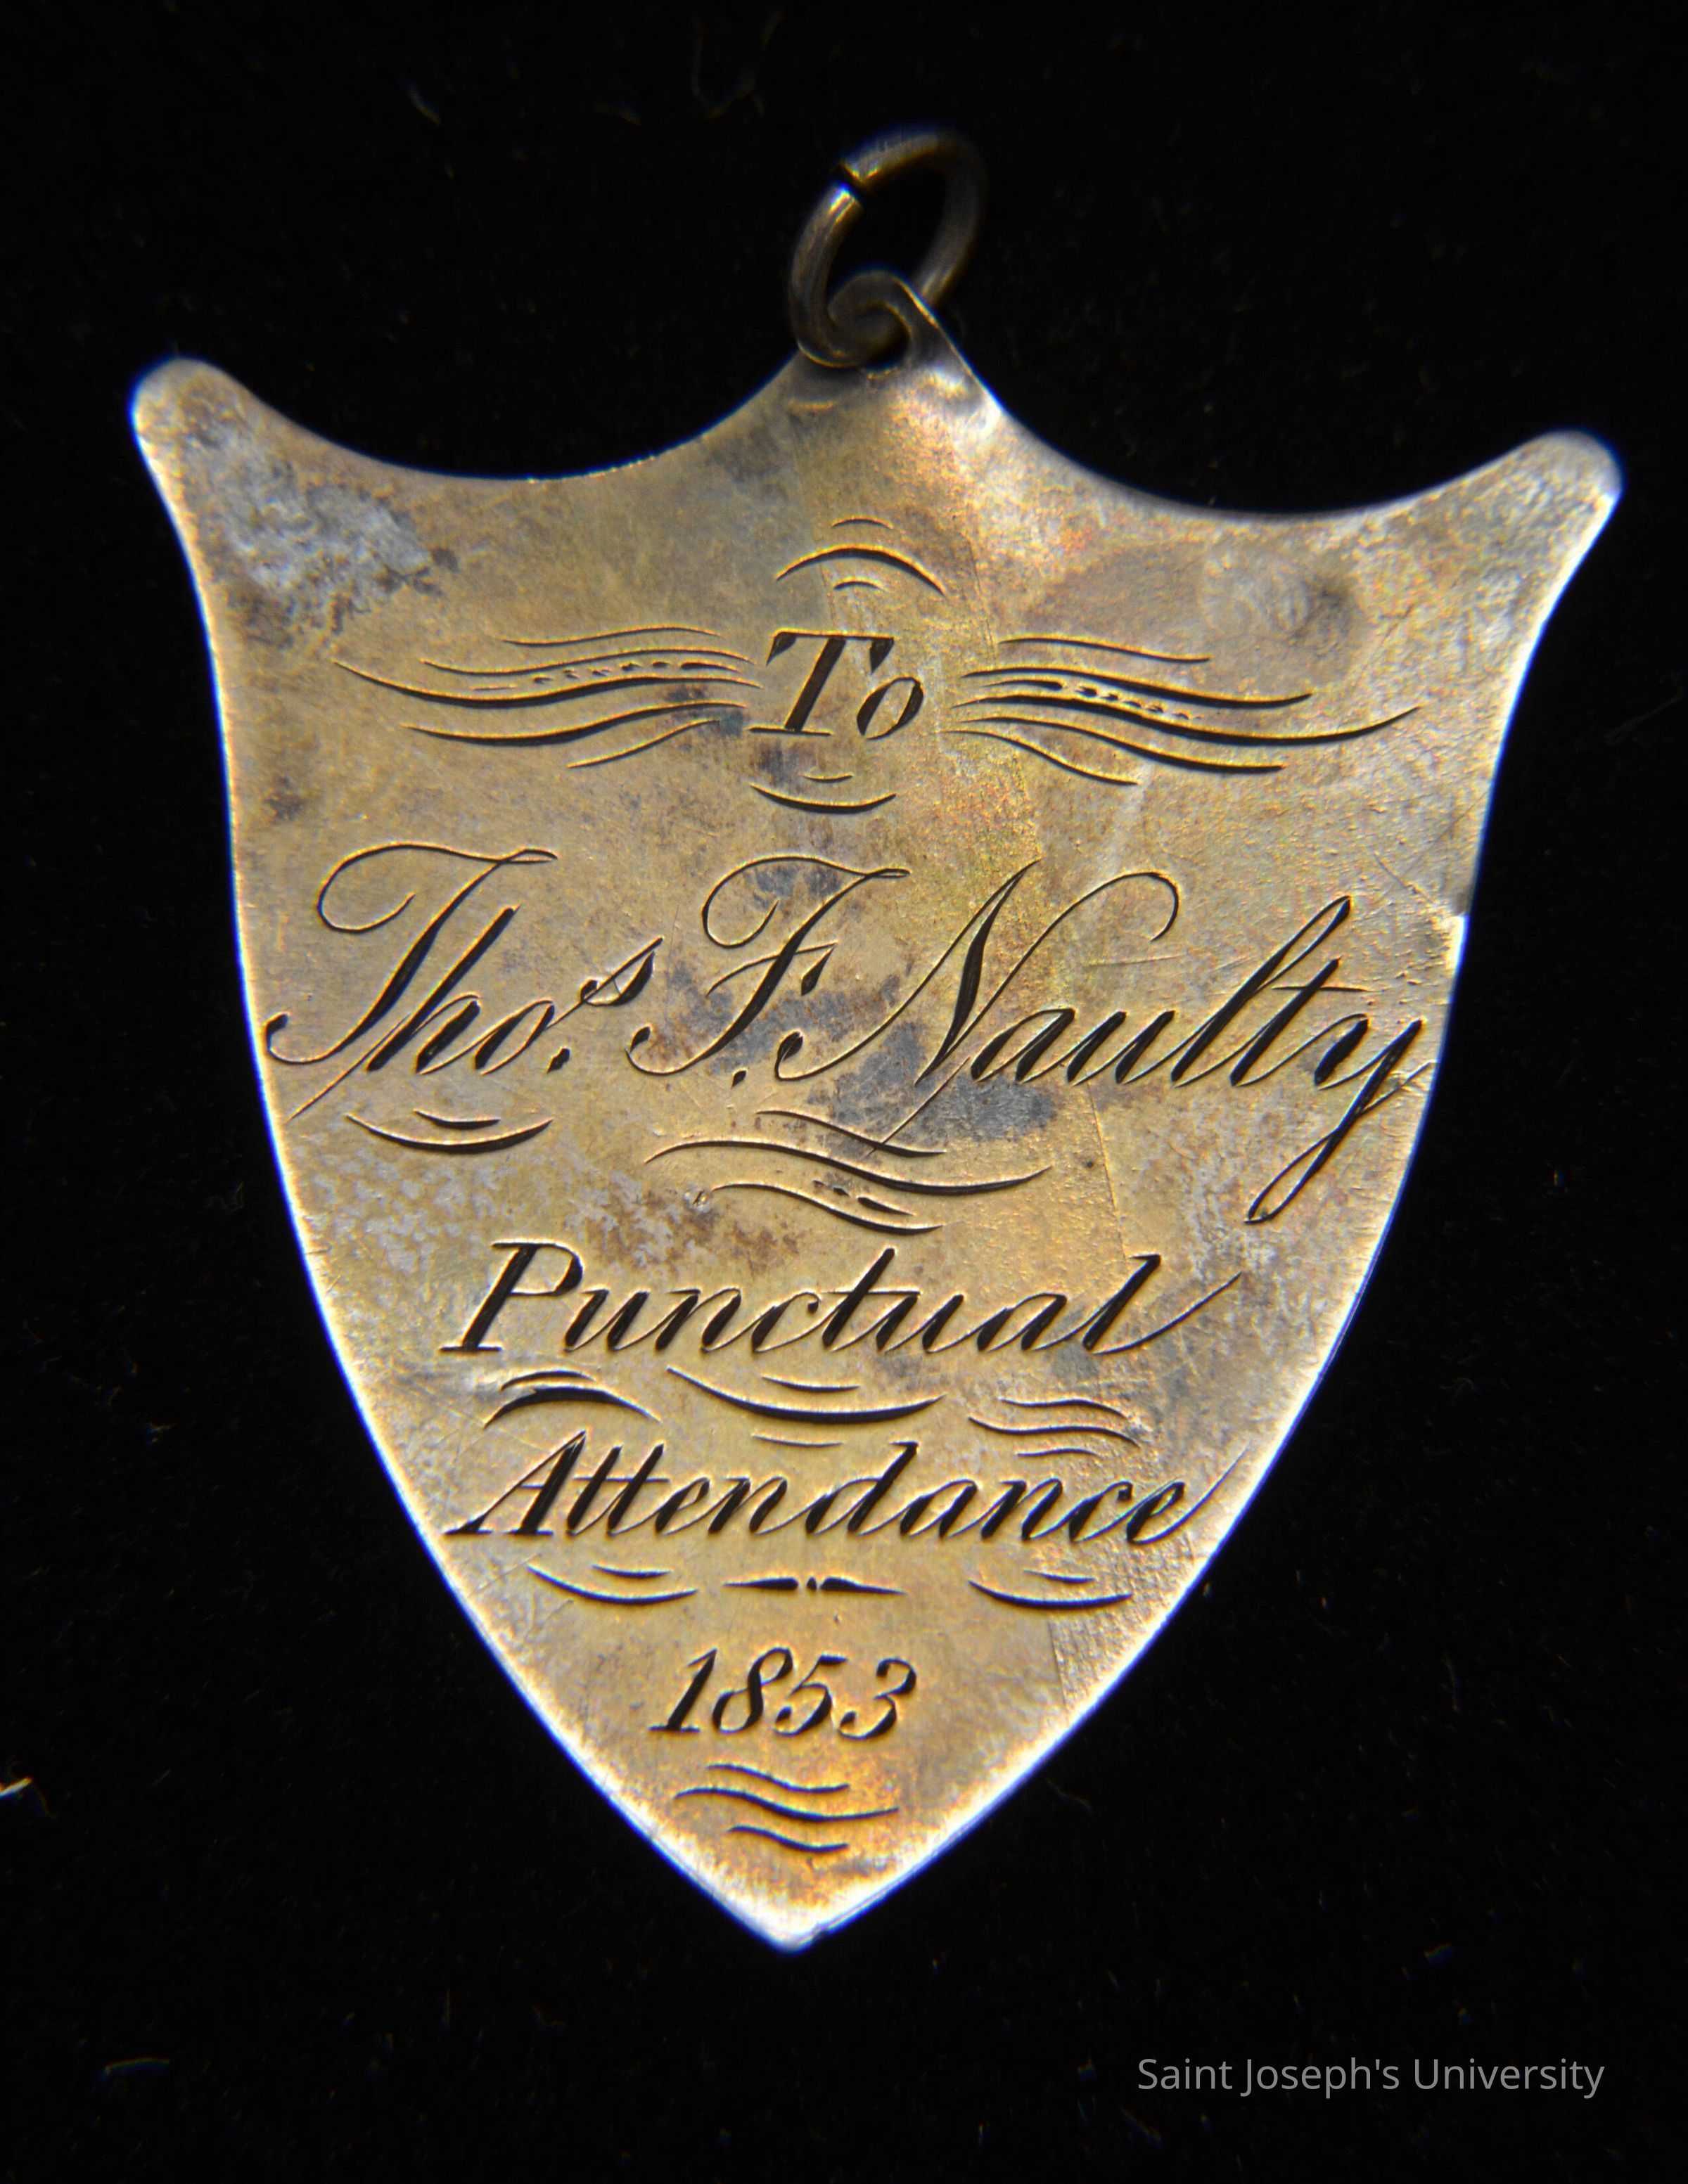 To
Thos. F. Naulty
Punctual
Attendance
1853
Saint Joseph's University